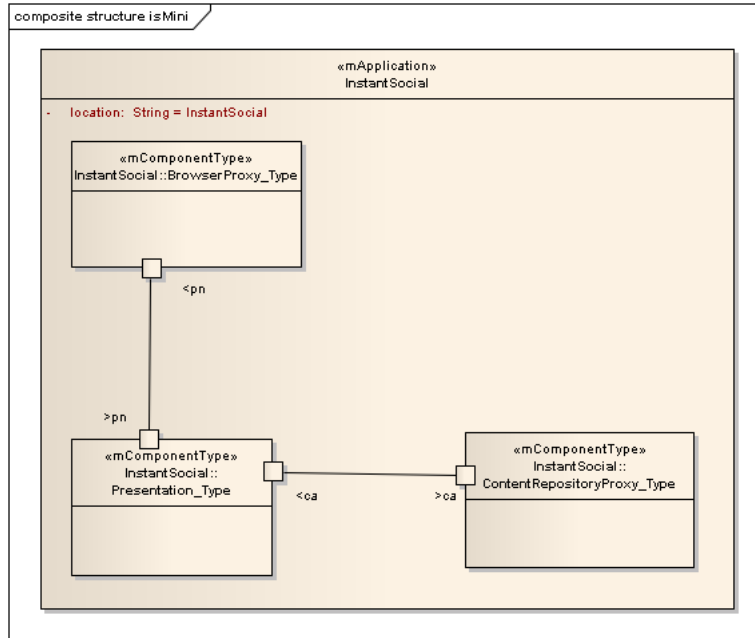 composite structure isMini
«mApplication»
InstantSocial
- location: String = InstantSocial
«mComponentType»
InstantSocial::BrowserProxy_Type
<pn
>pn
«mComponentType»
InstantSocial::
Presentation_Type
<ca
>ca
«mComponentType»
InstantSocial::
ContentRepositoryProxy_Type